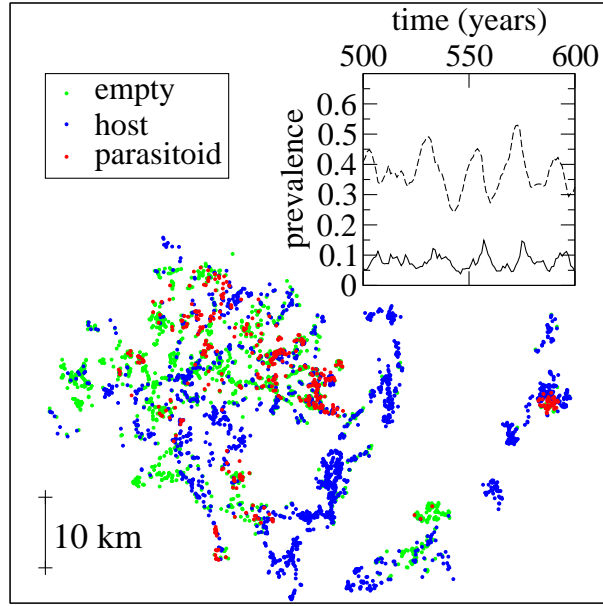 time (years)
500 550 600
0.6
0.5
0.4
0.3
0.2
0.1
0
prevalence
empty
host
parasitoid
10 km